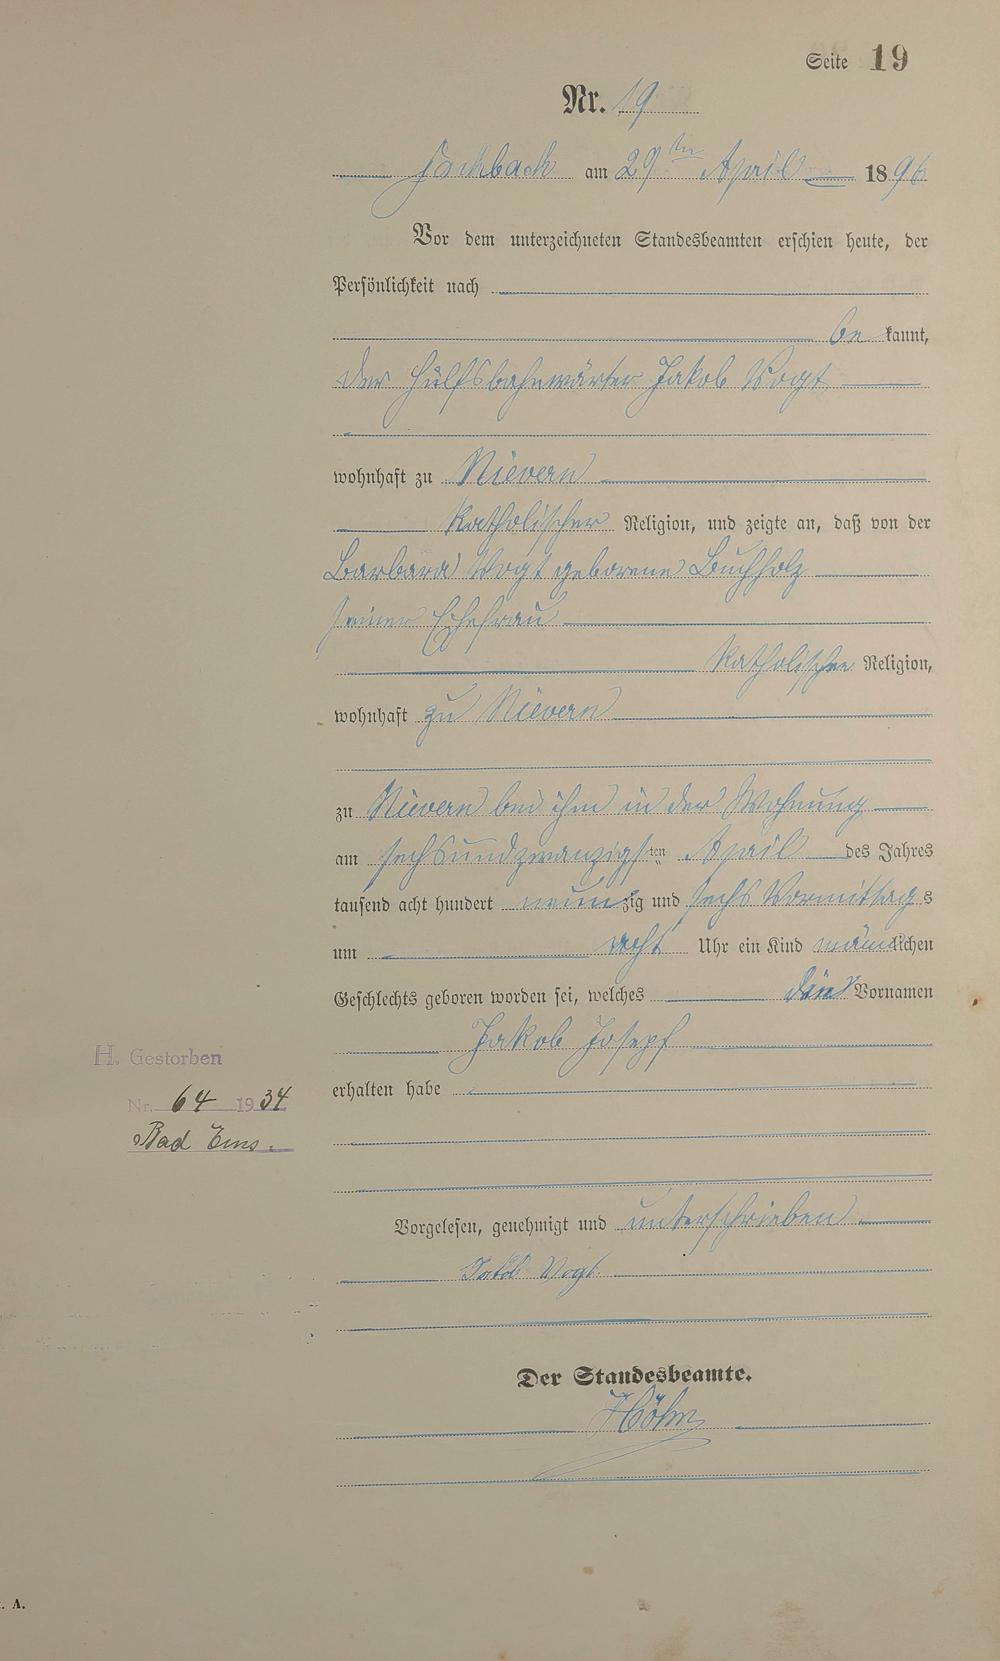 Seite 19
Nr. 19
Fachbach am 29ten April 1896
Vor dem unterzeichneten Standesbeamten erschien heute, der
Persönlichkeit nach
bekannt,
der Hülfsbahnwärter Jakob Vogt
wohnhaft zu Nievern
katholischer Religion, und zeigte an, daß von der
Barbara Vogt geborene Buchholz
seiner Ehefrau
katholischer Religion,
wohnhaft zu Nievern
zu Nievern bei ihm in der Wohnung
am sechsundzwanzigsten April des Jahres
tausend acht hundert neunzig und sechs Vormittags
um acht Uhr ein Kind männlichen
Geschlechts geboren worden sei, welches die Vornamen
Jakob Josepf
H. Gestorben
erhalten habe
Nr. 64 1934
Bad Ems.
Vorgelesen, genehmigt und unterschrieben
Jakob Vogt
Der Standesbeamte.
Höhn
. A.